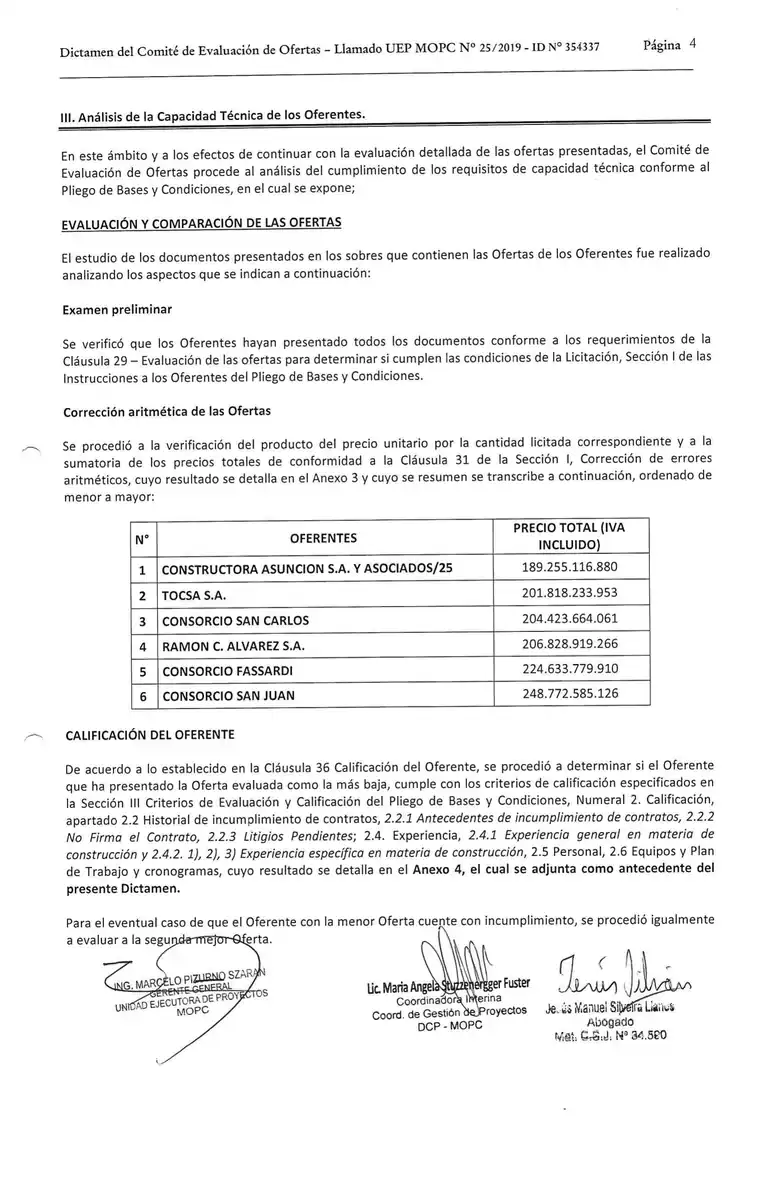 Dictamen del Comité de Evaluación de Ofertas – Llamado UEP MOPC Nº 25/2019 - ID Nº 354337 Página 4
III. Análisis de la Capacidad Técnica de los Oferentes.
En este ámbito y a los efectos de continuar con la evaluación detallada de las ofertas presentadas, el Comité de
Evaluación de Ofertas procede al análisis del cumplimiento de los requisitos de capacidad técnica conforme al
Pliego de Bases y Condiciones, en el cual se expone;
EVALUACIÓN Y COMPARACIÓN DE LAS OFERTAS
El estudio de los documentos presentados en los sobres que contienen las Ofertas de los Oferentes fue realizado
analizando los aspectos que se indican a continuación:
Examen preliminar
Se verificó que los Oferentes hayan presentado todos los documentos conforme a los requerimientos de la
Cláusula 29 – Evaluación de las ofertas para determinar si cumplen las condiciones de la Licitación, Sección I de las
Instrucciones a los Oferentes del Pliego de Bases y Condiciones.
Corrección aritmética de las Ofertas
Se procedió a la verificación del producto del precio unitario por la cantidad licitada correspondiente y a la
sumatoria de los precios totales de conformidad a la Cláusula 31 de la Sección I, Corrección de errores
aritméticos, cuyo resultado se detalla en el Anexo 3 y cuyo se resumen se transcribe a continuación, ordenado de
menor a mayor:
N° OFERENTES PRECIO TOTAL (IVA
INCLUIDO)
1 CONSTRUCTORA ASUNCION S.A. Y ASOCIADOS/25 189.255.116.880
2 TOCSA S.A. 201.818.233.953
3 CONSORCIO SAN CARLOS 204.423.664.061
4 RAMON C. ALVAREZ S.A. 206.828.919.266
5 CONSORCIO FASSARDI 224.633.779.910
6 CONSORCIO SAN JUAN 248.772.585.126
CALIFICACIÓN DEL OFERENTE
De acuerdo a lo establecido en la Cláusula 36 Calificación del Oferente, se procedió a determinar si el Oferente
que ha presentado la Oferta evaluada como la más baja, cumple con los criterios de calificación especificados en
la Sección III Criterios de Evaluación y Calificación del Pliego de Bases y Condiciones, Numeral 2. Calificación,
apartado 2.2 Historial de incumplimiento de contratos, 2.2.1 Antecedentes de incumplimiento de contratos, 2.2.2
No Firma el Contrato, 2.2.3 Litigios Pendientes; 2.4. Experiencia, 2.4.1 Experiencia general en materia de
construcción y 2.4.2. 1), 2), 3) Experiencia específica en materia de construcción, 2.5 Personal, 2.6 Equipos y Plan
de Trabajo y cronogramas, cuyo resultado se detalla en el Anexo 4, el cual se adjunta como antecedente del
presente Dictamen.
Para el eventual caso de que el Oferente con la menor Oferta cuente con incumplimiento, se procedió igualmente
a evaluar a la segunda mejor Oferta.
ING. MARCELO PIZURNO SZARAN
GERENTE GENERAL
UNIDAD EJECUTORA DE PROYECTOS
MOPC
Lic. Maria Angela Stuzzenergger Fuster
Coordinadora Interina
Coord. de Gestión de Proyectos
DCP - MOPC
Jesús Manuel Silveira Llanos
Abogado
Mat. C.S.J. Nº